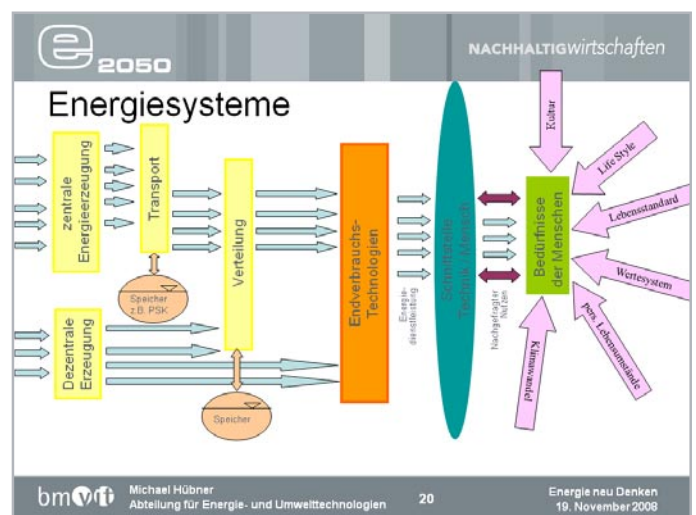 e 2050
NACHHALTIGwirtschaften
Energiesysteme
zentrale
Energieerzeugung
Transport
Verteilung
Speicher
z.B. PSK
Dezentrale
Erzeugung
Speicher
Endverbrauchs-
Technologien
Energie-
dienstleistung
Schnittstelle
Technik / Mensch
Nachgefragter
Nutzen
Bedürfnisse
der Menschen
Kultur
Life Style
Lebensstandard
Wertesystem
pers. Lebensumstände
Klimawandel
bmvit
Michael Hübner
Abteilung für Energie- und Umwelttechnologien
20
Energie neu Denken
19. November 2008